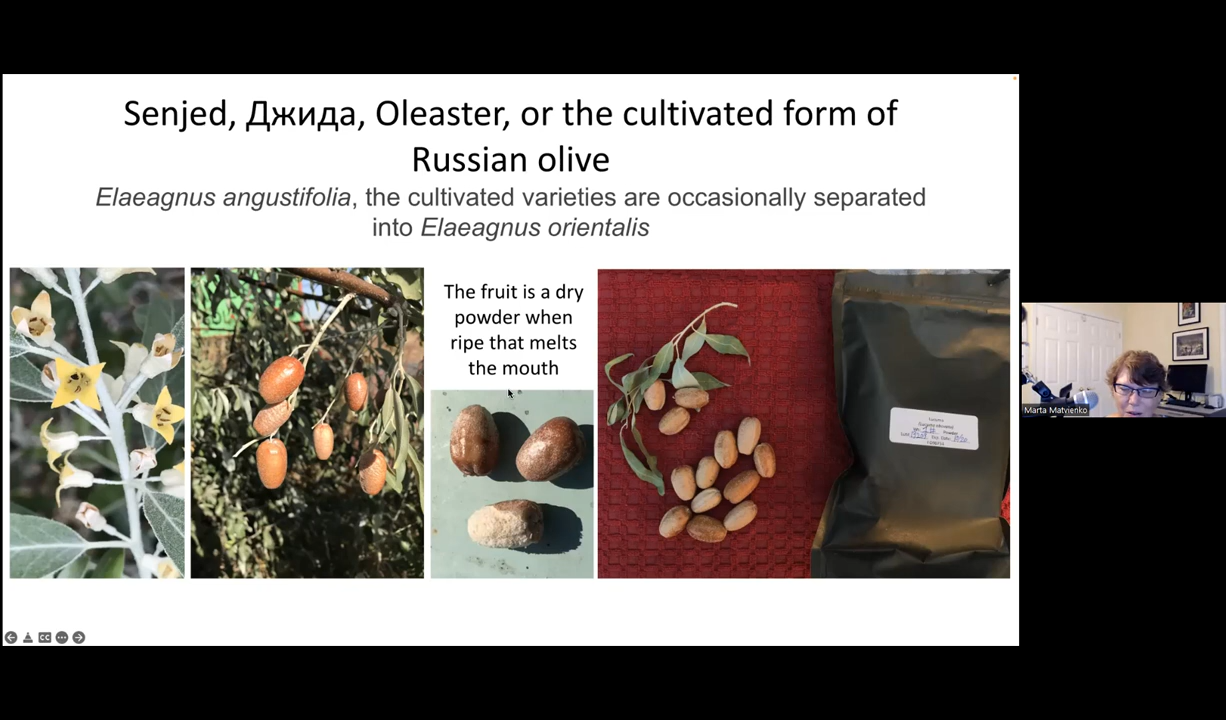 Senjed, Джида, Oleaster, or the cultivated form of
Russian olive
Elaeagnus angustifolia, the cultivated varieties are occasionally separated
into Elaeagnus orientalis
The fruit is a dry
powder when
ripe that melts
the mouth
Marta Matvienko
CC